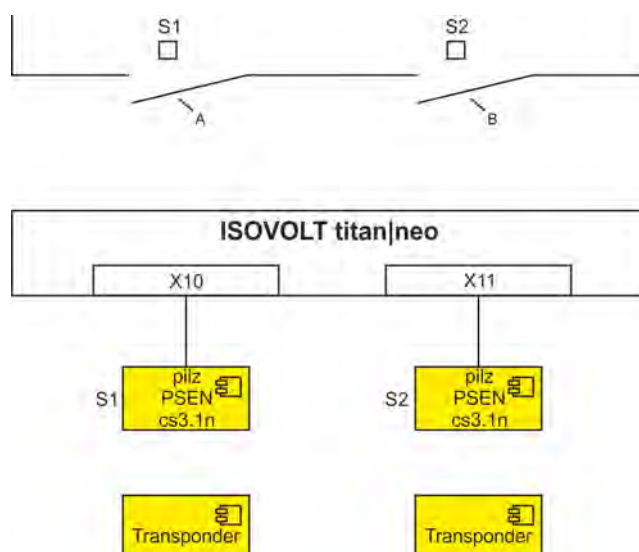 S1 S2
A B
ISOVOLT titan|neo
X10 X11
S1 pilz S2 pilz
PSEN PSEN
cs3.1n cs3.1n
Transponder Transponder